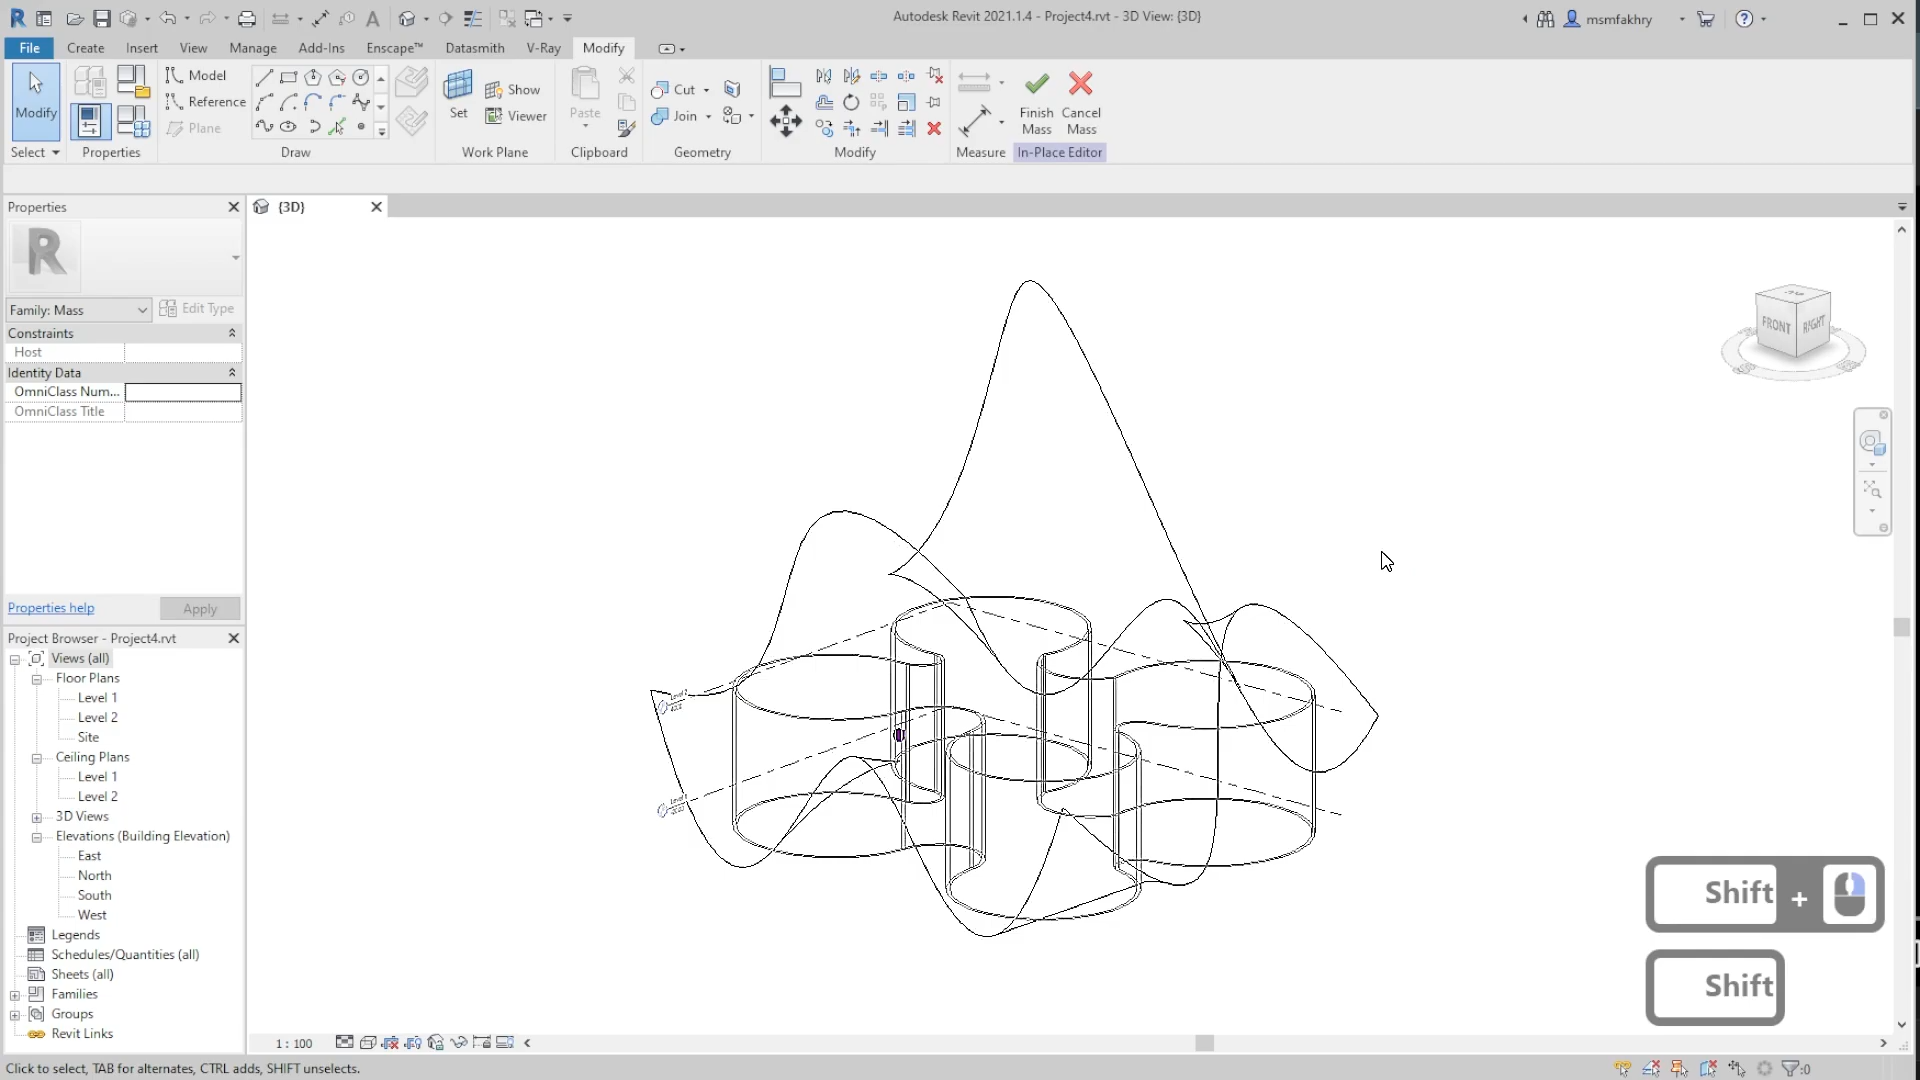 Autodesk Revit 2021.1.4 - Project4.rvt - 3D View: {3D}
msmfakhry
File
Create
Insert
View
Manage
Add-Ins
Enscape™
Datasmith
V-Ray
Modify
Modify
Select
Properties
Model
Reference
Plane
Draw
Set
Show
Viewer
Work Plane
Paste
Clipboard
Cut
Join
Geometry
Modify
Measure
Finish
Mass
Cancel
Mass
In-Place Editor
Properties
{3D}
R
Family: Mass
Edit Type
Constraints
Host
Identity Data
OmniClass Num...
OmniClass Title
Properties help
Apply
Project Browser - Project4.rvt
Views (all)
Floor Plans
Level 1
Level 2
Site
Ceiling Plans
Level 1
Level 2
3D Views
Elevations (Building Elevation)
East
North
South
West
Legends
Schedules/Quantities (all)
Sheets (all)
Families
Groups
Revit Links
FRONT
RIGHT
Level 2
Level 1
Shift +
Shift
1 : 100
Click to select, TAB for alternates, CTRL adds, SHIFT unselects.
:0